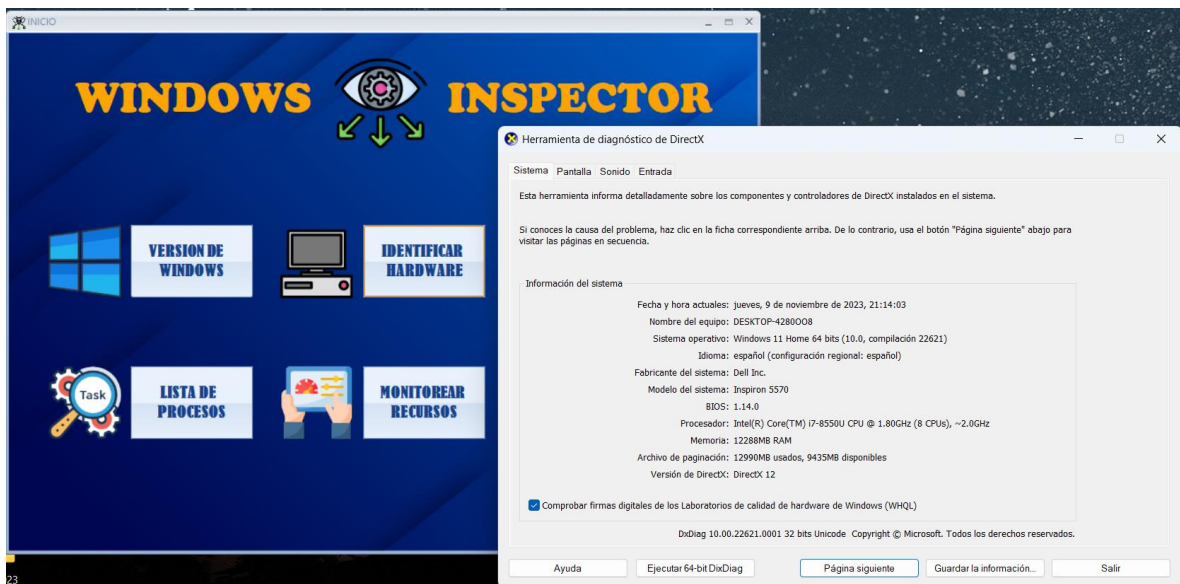 INICIO
WINDOWS INSPECTOR
VERSION DE
WINDOWS
IDENTIFICAR
HARDWARE
Task
LISTA DE
PROCESOS
MONITOREAR
RECURSOS
23
Herramienta de diagnóstico de DirectX
Sistema Pantalla Sonido Entrada
Esta herramienta informa detalladamente sobre los componentes y controladores de DirectX instalados en el sistema.
Si conoces la causa del problema, haz clic en la ficha correspondiente arriba. De lo contrario, usa el botón "Página siguiente" abajo para
visitar las páginas en secuencia.
Información del sistema
Fecha y hora actuales: jueves, 9 de noviembre de 2023, 21:14:03
Nombre del equipo: DESKTOP-4280OO8
Sistema operativo: Windows 11 Home 64 bits (10.0, compilación 22621)
Idioma: español (configuración regional: español)
Fabricante del sistema: Dell Inc.
Modelo del sistema: Inspiron 5570
BIOS: 1.14.0
Procesador: Intel(R) Core(TM) i7-8550U CPU @ 1.80GHz (8 CPUs), ~2.0GHz
Memoria: 12288MB RAM
Archivo de paginación: 12990MB usados, 9435MB disponibles
Versión de DirectX: DirectX 12
Comprobar firmas digitales de los Laboratorios de calidad de hardware de Windows (WHQL)
DxDiag 10.00.22621.0001 32 bits Unicode Copyright © Microsoft. Todos los derechos reservados.
Ayuda Ejecutar 64-bit DixDiag Página siguiente Guardar la información... Salir